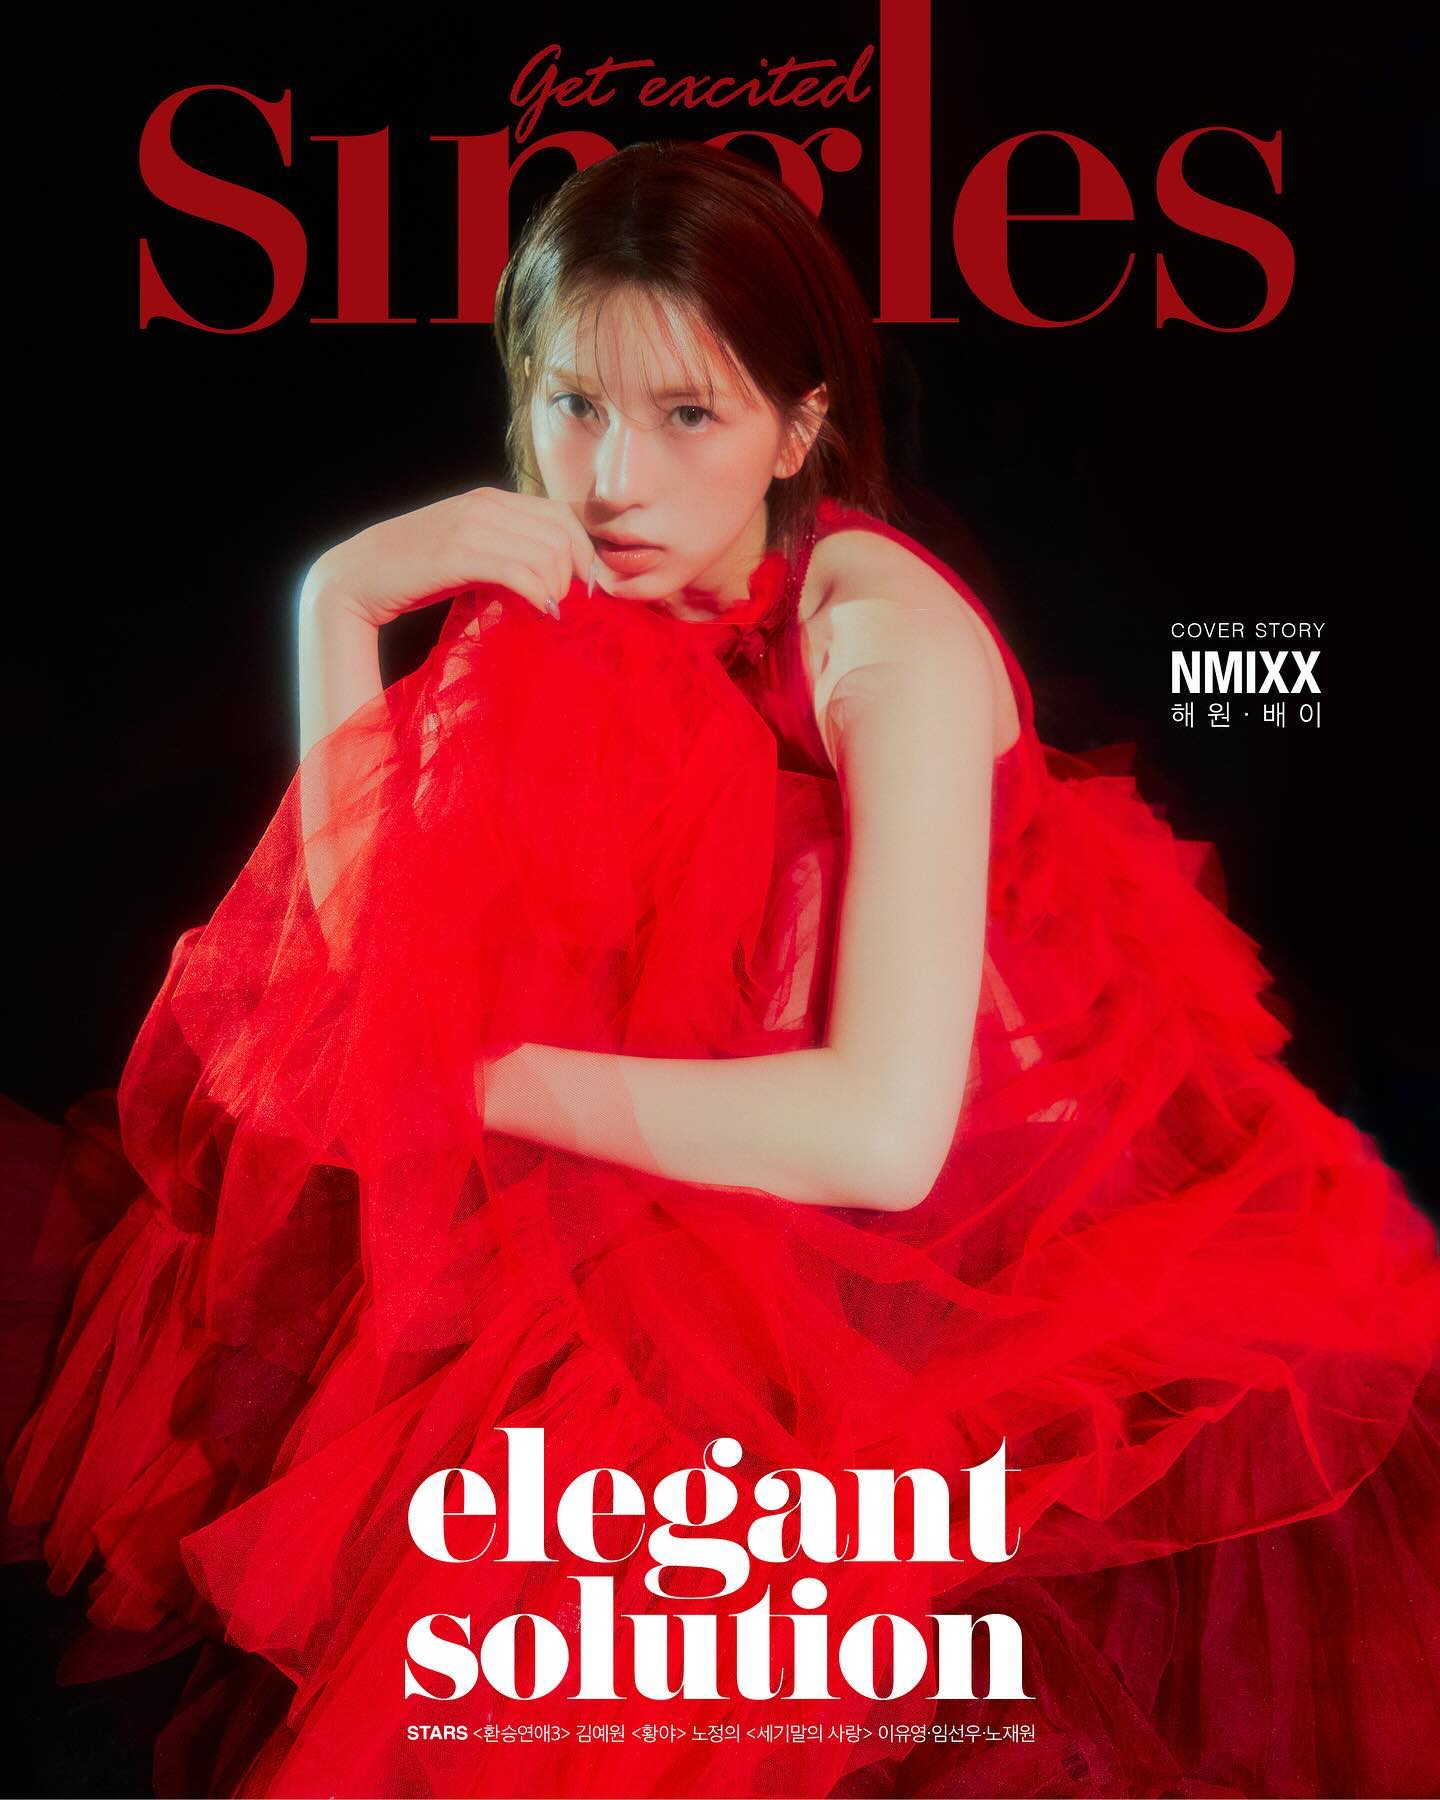 Get excited
Singles
COVER STORY
NMIXX
해원·배이
elegant
solution
STARS <환승연애3> 김예원 <황야> 노정의 <세기말의 사랑> 이유영·임선우·노재원